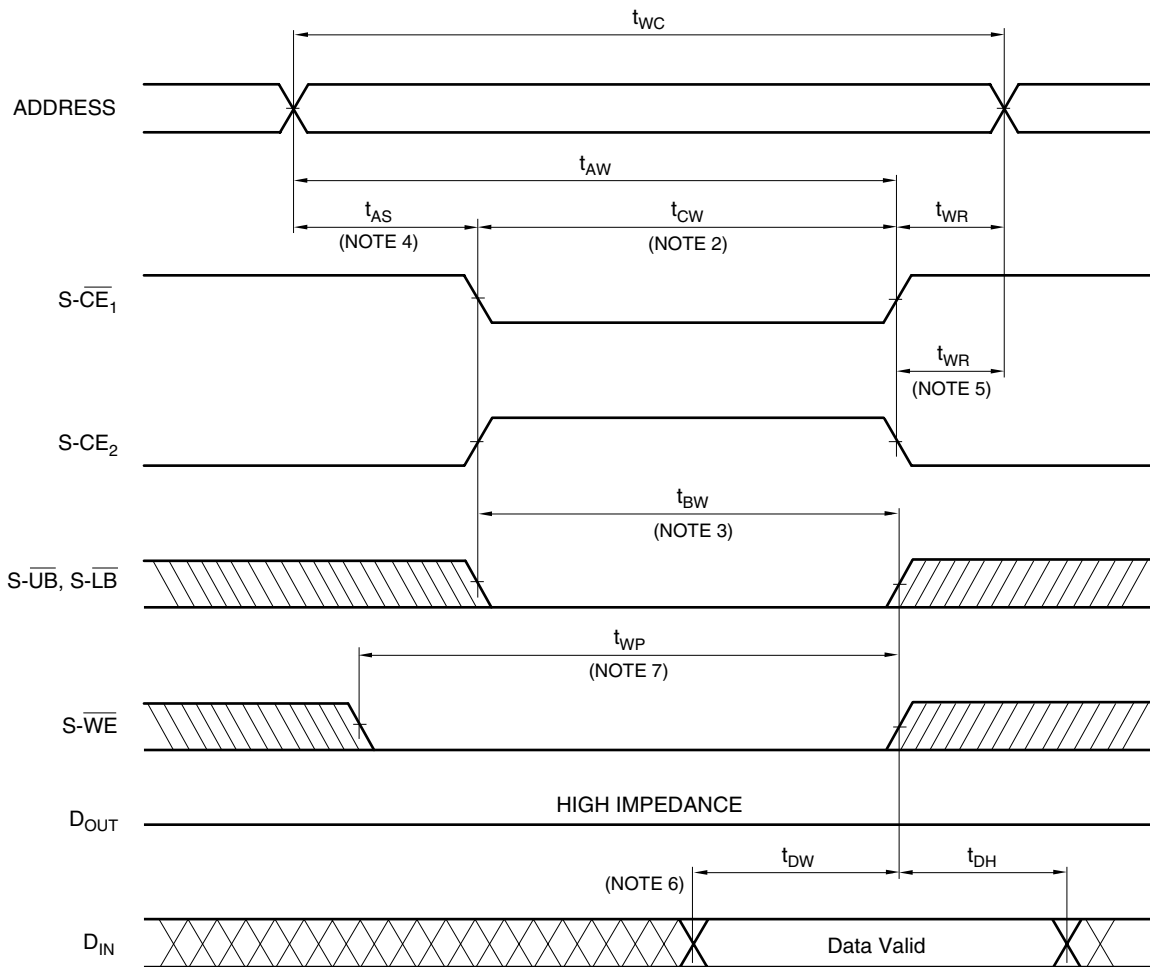 tWC
ADDRESS
tAW
tAS tCW tWR
(NOTE 4) (NOTE 2)
S-CE1
tWR
(NOTE 5)
S-CE2
tBW
(NOTE 3)
S-UB, S-LB
tWP
(NOTE 7)
S-WE
HIGH IMPEDANCE
DOUT
tDW tDH
(NOTE 6)
DIN Data Valid